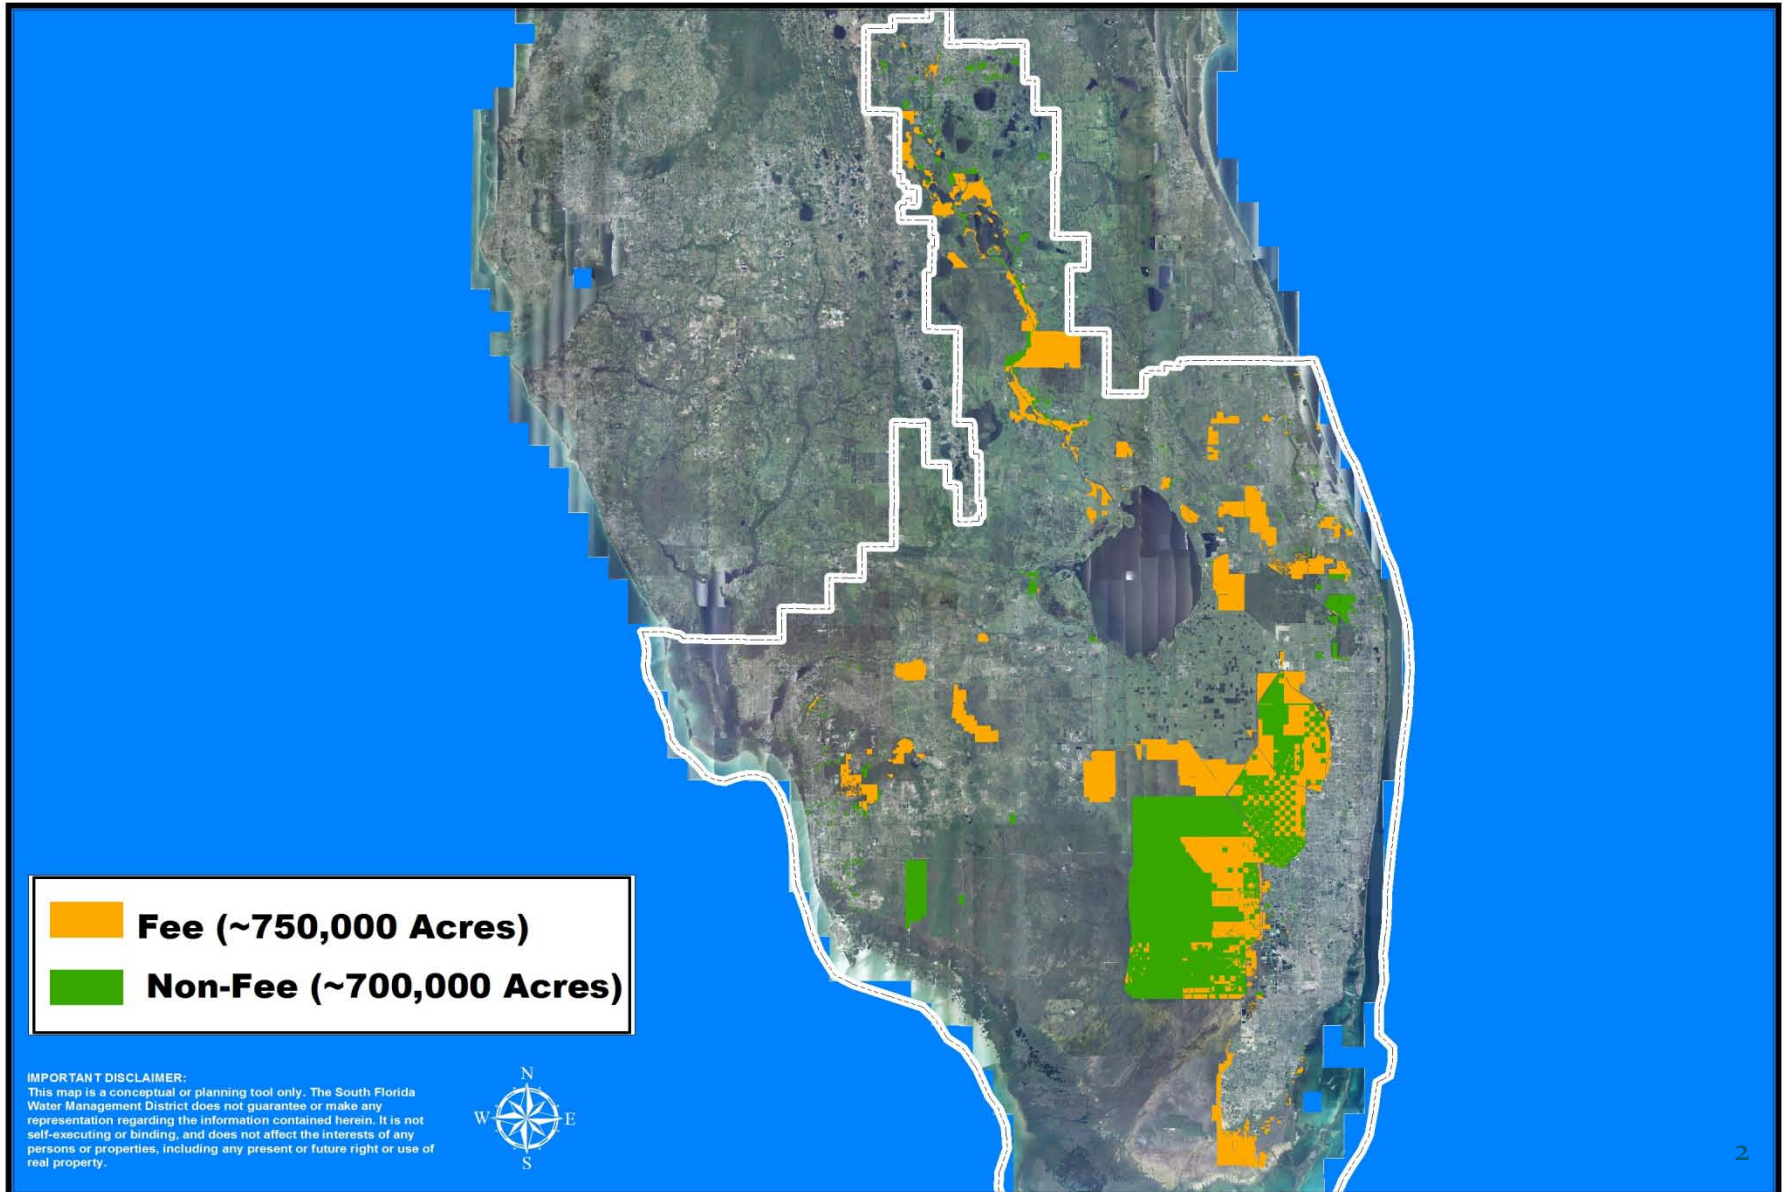 Fee (~750,000 Acres)
Non-Fee (~700,000 Acres)
IMPORTANT DISCLAIMER:
This map is a conceptual or planning tool only. The South Florida
Water Management District does not guarantee or make any
representation regarding the information contained herein. It is not
self-executing or binding, and does not affect the interests of any
persons or properties, including any present or future right or use of
real property.
N
W E
S
2